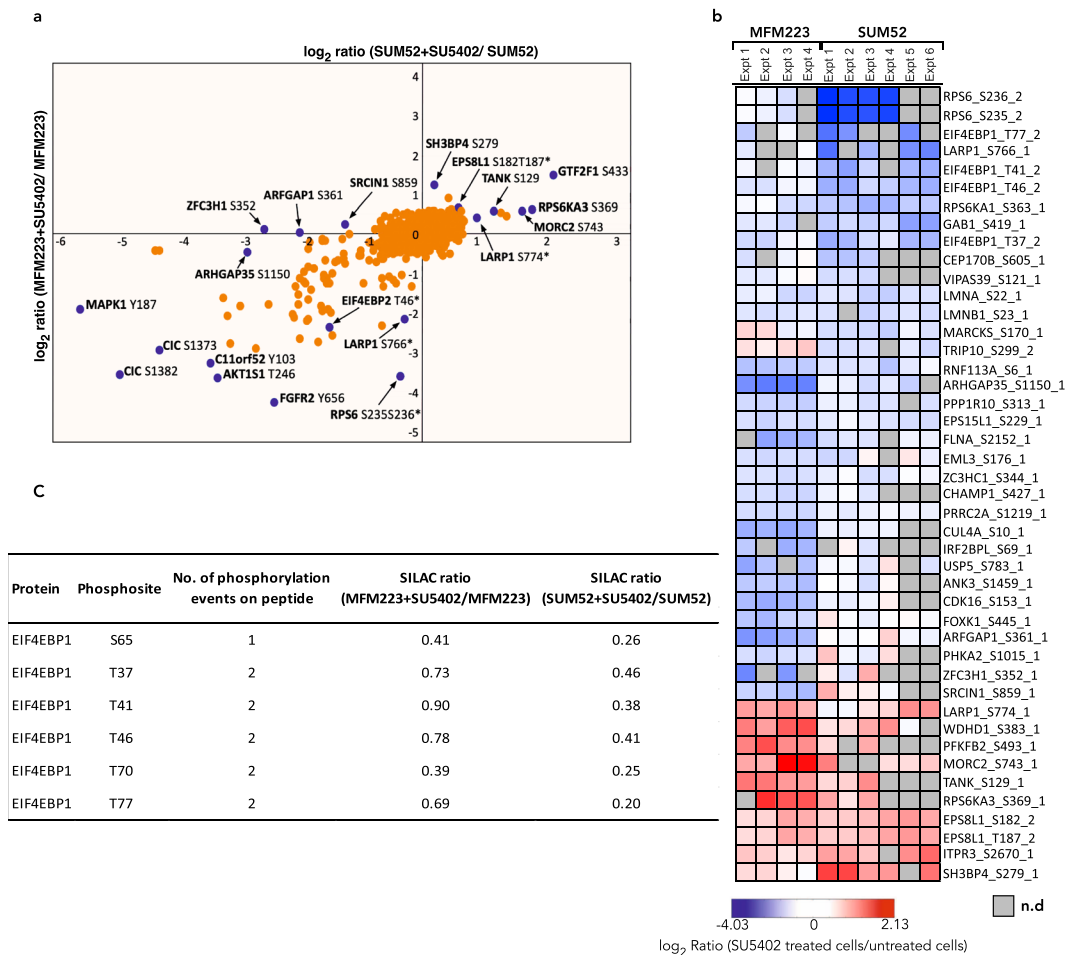 a
log2 ratio (SUM52+SU5402/ SUM52)
log2 ratio (MFM223+SU5402/ MFM223)
4
3
2
1
0
-1
-2
-3
-4
-5
-6
-5
-4
-3
-2
-1
0
1
2
3
SH3BP4 S279
EPS8L1 S182T187*
GTF2F1 S433
TANK S129
SRCIN1 S859
ARFGAP1 S361
ZFC3H1 S352
RPS6KA3 S369
MORC2 S743
LARP1 S774*
ARHGAP35 S1150
MAPK1 Y187
EIF4EBP2 T46*
LARP1 S766*
CIC S1373
C11orf52 Y103
CIC S1382
AKT1S1 T246
FGFR2 Y656
RPS6 S235S236*
b
MFM223 SUM52
Expt 1 Expt 2 Expt 3 Expt 4 Expt 1 Expt 2 Expt 3 Expt 4 Expt 5 Expt 6
RPS6_S236_2
RPS6_S235_2
EIF4EBP1_T77_2
LARP1_S766_1
EIF4EBP1_T41_2
EIF4EBP1_T46_2
RPS6KA1_S363_1
GAB1_S419_1
EIF4EBP1_T37_2
CEP170B_S605_1
VIPAS39_S121_1
LMNA_S22_1
LMNB1_S23_1
MARCKS_S170_1
TRIP10_S299_2
RNF113A_S6_1
ARHGAP35_S1150_1
PPP1R10_S313_1
EPS15L1_S229_1
FLNA_S2152_1
EML3_S176_1
ZC3HC1_S344_1
CHAMP1_S427_1
PRRC2A_S1219_1
CUL4A_S10_1
IRF2BPL_S69_1
USP5_S783_1
ANK3_S1459_1
CDK16_S153_1
FOXK1_S445_1
ARFGAP1_S361_1
PHKA2_S1015_1
ZFC3H1_S352_1
SRCIN1_S859_1
LARP1_S774_1
WDHD1_S383_1
PFKFB2_S493_1
MORC2_S743_1
TANK_S129_1
RPS6KA3_S369_1
EPS8L1_S182_2
EPS8L1_T187_2
ITPR3_S2670_1
SH3BP4_S279_1
-4.03 0 2.13
log2 Ratio (SU5402 treated cells/untreated cells)
n.d
C
Protein Phosphosite No. of phosphorylation events on peptide SILAC ratio (MFM223+SU5402/MFM223) SILAC ratio (SUM52+SU5402/SUM52)
EIF4EBP1 S65 1 0.41 0.26
EIF4EBP1 T37 2 0.73 0.46
EIF4EBP1 T41 2 0.90 0.38
EIF4EBP1 T46 2 0.78 0.41
EIF4EBP1 T70 2 0.39 0.25
EIF4EBP1 T77 2 0.69 0.20